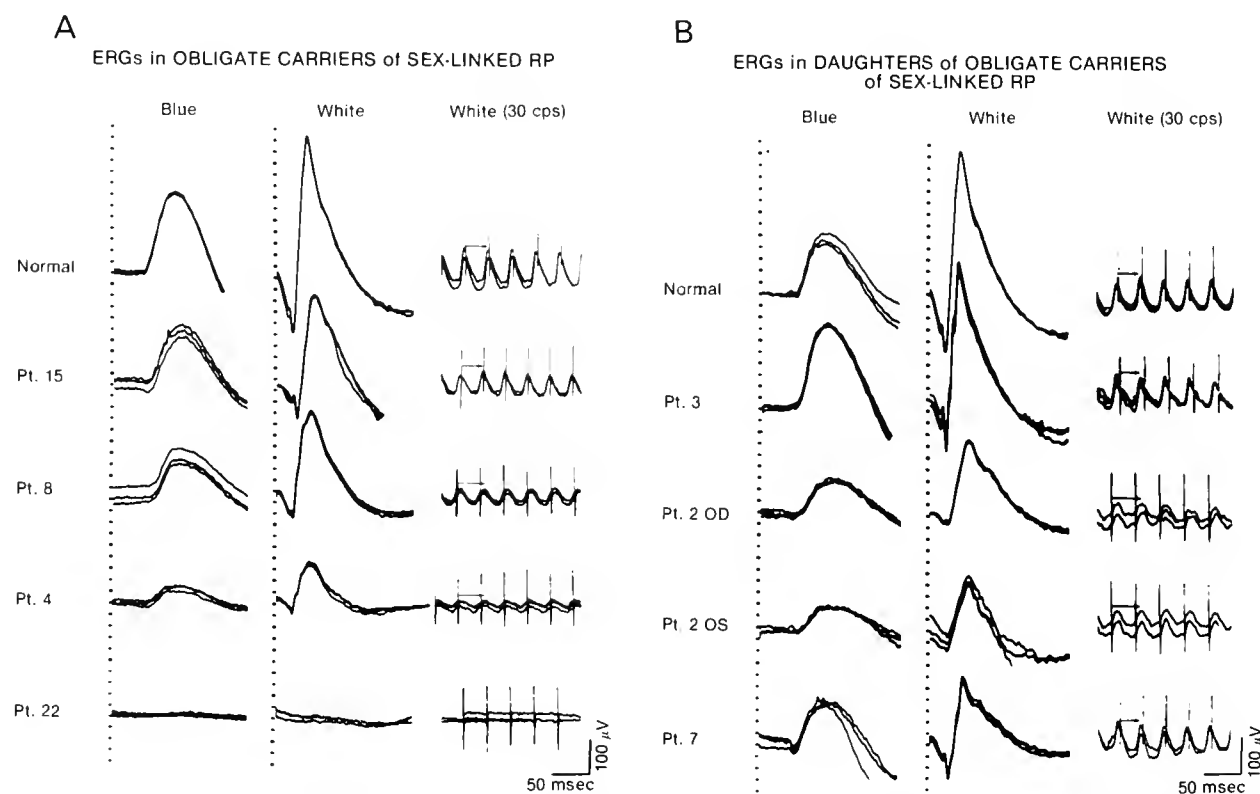 A
ERGs in OBLIGATE CARRIERS of SEX-LINKED RP
Blue
White
White (30 cps)
Normal
Pt. 15
Pt. 8
Pt. 4
Pt. 22
100 μV
50 msec
B
ERGs in DAUGHTERS of OBLIGATE CARRIERS
of SEX-LINKED RP
Blue
White
White (30 cps)
Normal
Pt. 3
Pt. 2 OD
Pt. 2 OS
Pt. 7
100 μV
50 msec